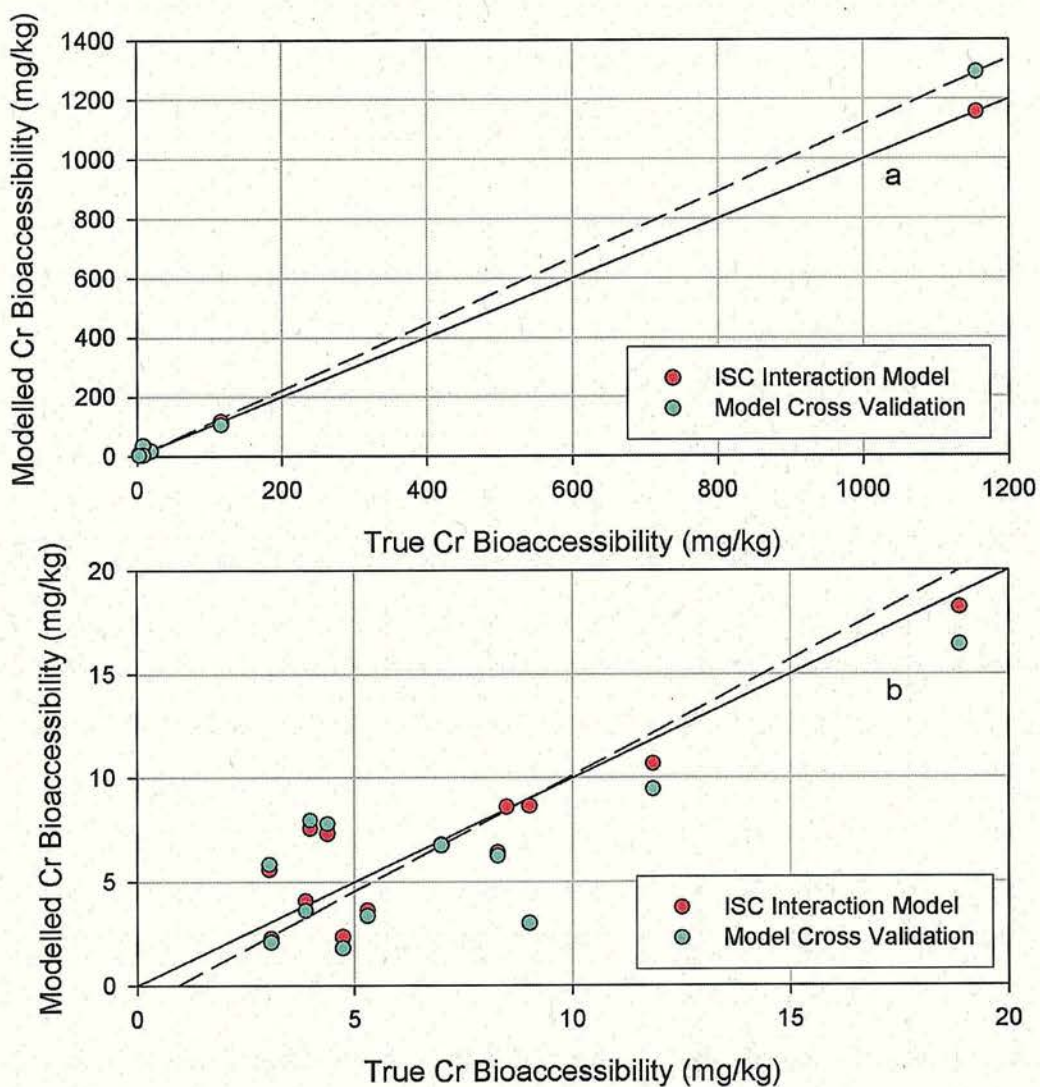 1400
1200
1000
800
600
400
200
0
Modelled Cr Bioaccessibility (mg/kg)
a
ISC Interaction Model
Model Cross Validation
0 200 400 600 800 1000 1200
True Cr Bioaccessibility (mg/kg)
20
15
10
5
0
Modelled Cr Bioaccessibility (mg/kg)
b
ISC Interaction Model
Model Cross Validation
0 5 10 15 20
True Cr Bioaccessibility (mg/kg)